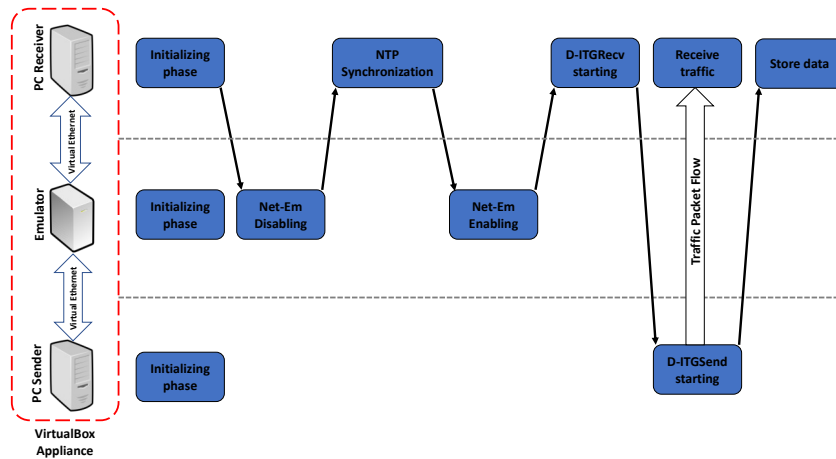 PC Receiver
Virtual Ethernet
Emulator
Virtual Ethernet
PC Sender
VirtualBox
Appliance
Initializing
phase
NTP
Synchronization
D-ITGRecv
starting
Receive
traffic
Store data
Initializing
phase
Net-Em
Disabling
Net-Em
Enabling
Traffic Packet Flow
Initializing
phase
D-ITGSend
starting